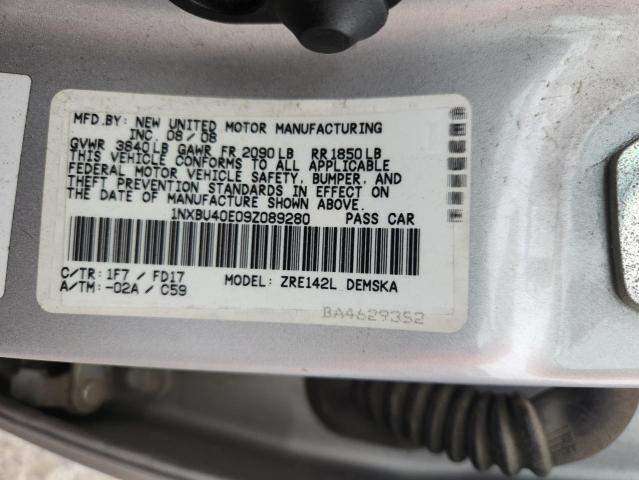 MFD.BY: NEW UNITED MOTOR MANUFACTURING
INC. 08/08
GVWR 3840LB GAWR FR 2090LB RR1850LB
THIS VEHICLE CONFORMS TO ALL APPLICABLE
FEDERAL MOTOR VEHICLE SAFETY, BUMPER, AND
THEFT PREVENTION STANDARDS IN EFFECT ON
THE DATE OF MANUFACTURE SHOWN ABOVE.
1NXBU40E09Z089280 PASS CAR
C/TR: 1F7 / FD17 MODEL: ZRE142L DEMSKA
A/TM: -02A / C59
BA4629352